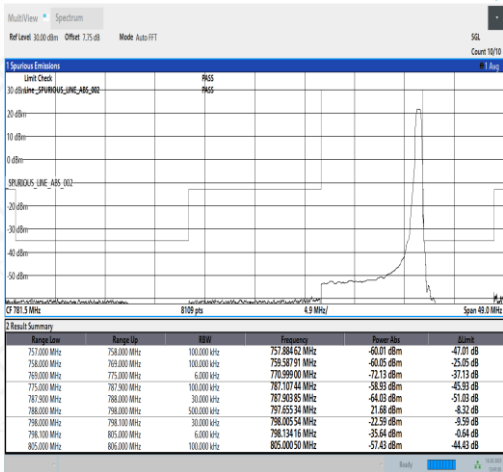 MultiView Spectrum
Ref Level 30.00 dBm Offset 7.75 dB Mode Auto FFT SGL
Count 10/10
1 Spurious Emissions 1 Avg
Limit Check PASS
30 dBm Line _SPURIOUS_LINE_ABS_002 PASS
20 dBm
10 dBm
0 dBm
SPURIOUS_LINE_ABS_002
-20 dBm
-30 dBm
-40 dBm
-50 dBm
CF 781.5 MHz 8109 pts 4.9 MHz/ Span 49.0 MHz
2 Result Summary
Range Low Range Up RBW Frequency Power Abs ΔLimit
757.000 MHz 758.000 MHz 100.000 kHz 757.88462 MHz -60.01 dBm -47.01 dB
758.000 MHz 769.000 MHz 100.000 kHz 759.58791 MHz -60.05 dBm -25.05 dB
769.000 MHz 775.000 MHz 6.000 kHz 770.99900 MHz -72.13 dBm -37.13 dB
775.000 MHz 787.900 MHz 100.000 kHz 787.10744 MHz -58.93 dBm -45.93 dB
787.900 MHz 788.000 MHz 30.000 kHz 787.90385 MHz -64.03 dBm -51.03 dB
788.000 MHz 798.000 MHz 500.000 kHz 797.65534 MHz 21.68 dBm -8.32 dB
798.000 MHz 798.100 MHz 30.000 kHz 798.00554 MHz -22.59 dBm -9.59 dB
798.100 MHz 805.000 MHz 6.000 kHz 798.13416 MHz -35.64 dBm -0.64 dB
805.000 MHz 806.000 MHz 100.000 kHz 805.00050 MHz -57.43 dBm -44.43 dB
Ready